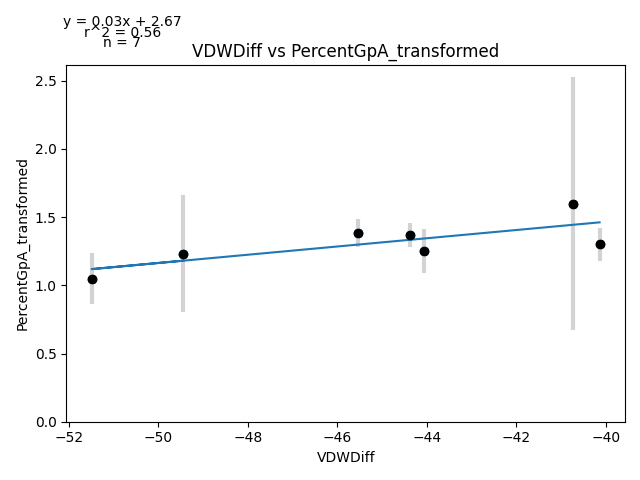 y = 0.03x + 2.67
r^2 = 0.56
n = 7
VDWDiff vs PercentGpA_transformed
PercentGpA_transformed
2.5
2.0
1.5
1.0
0.5
0.0
−52
−50
−48
−46
−44
−42
−40
VDWDiff